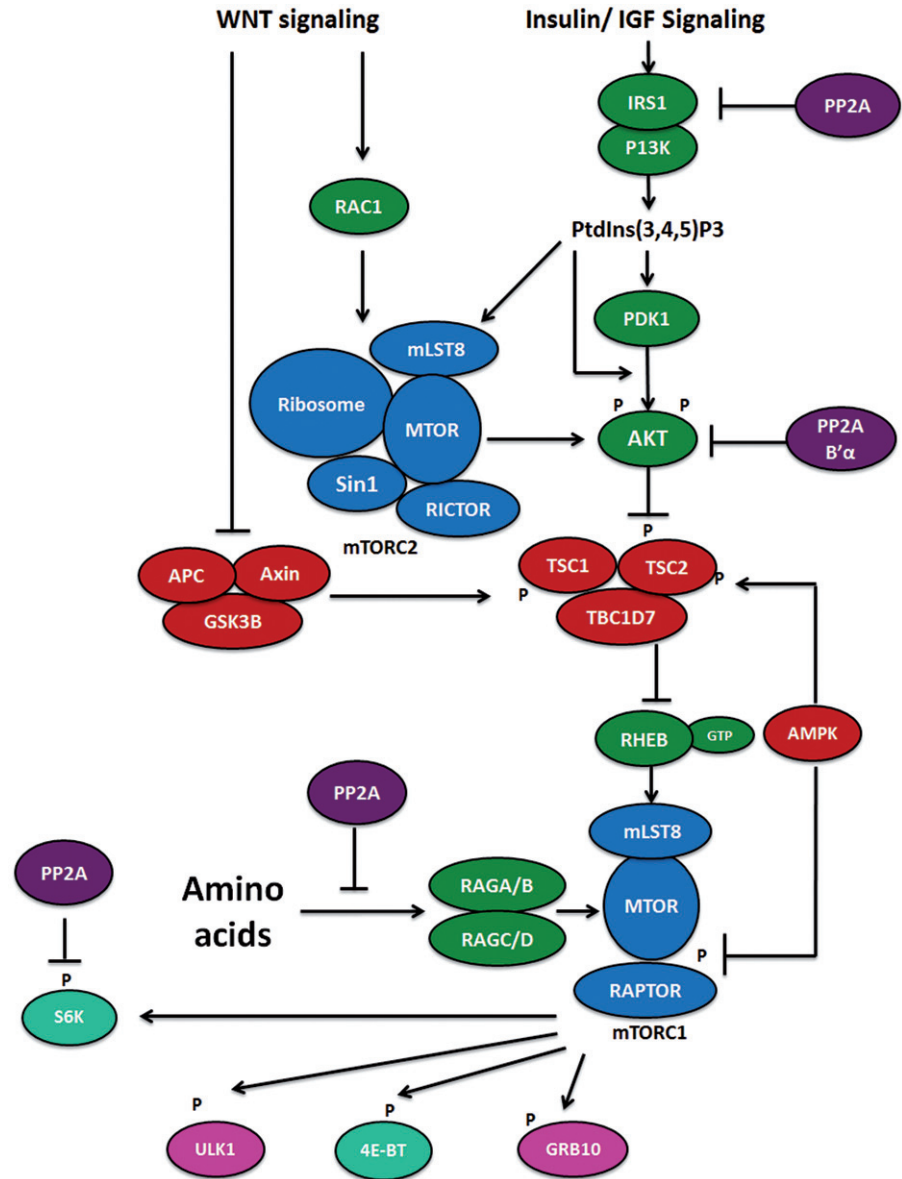 WNT signaling
Insulin/ IGF Signaling
IRS1
PP2A
P13K
RAC1
PtdIns(3,4,5)P3
PDK1
mLST8
Ribosome
MTOR
P
P
AKT
PP2A
B'α
Sin1
RICTOR
mTORC2
P
APC
Axin
GSK3B
TSC1
TSC2
P
P
TBC1D7
RHEB
GTP
AMPK
PP2A
mLST8
PP2A
Amino
acids
RAGA/B
MTOR
RAGC/D
P
P
RAPTOR
S6K
mTORC1
P
P
P
ULK1
4E-BT
GRB10